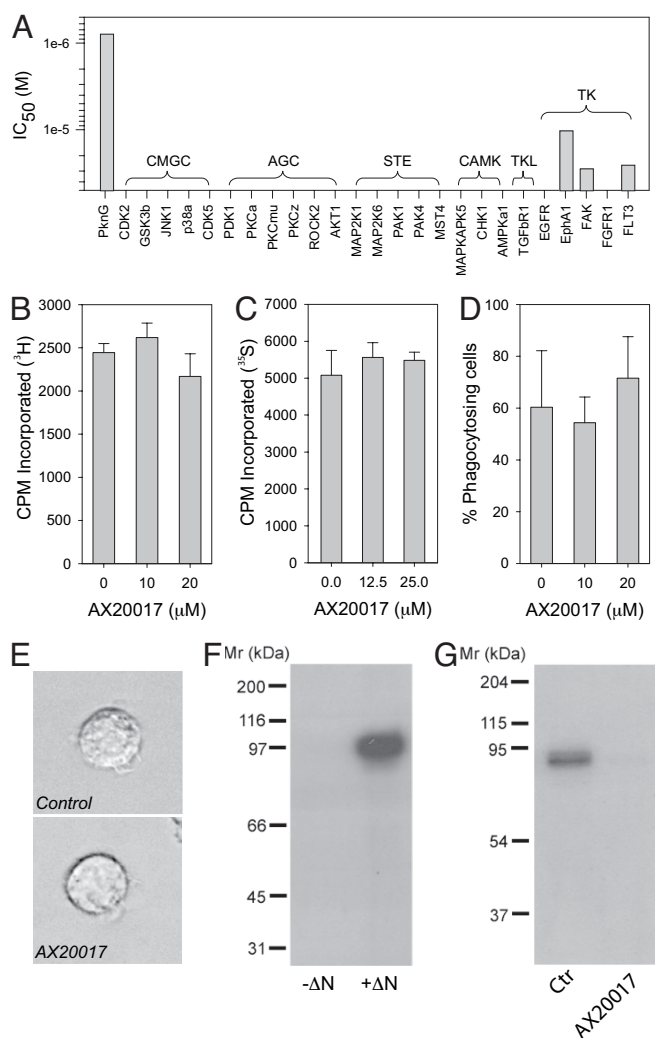 A
IC50 (M)
1e-6
1e-5
CMGC
AGC
STE
CAMK
TKL
TK
PknG
CDK2
GSK3b
JNK1
p38a
CDK5
PDK1
PKCa
PKCmu
PKCz
ROCK2
AKT1
MAP2K1
MAP2K6
PAK1
PAK4
MST4
MAPKAPK5
CHK1
AMPKa1
TGFbR1
EGFR
EphA1
FAK
FGFR1
FLT3
B
CPM Incorporated (³H)
3000
2500
2000
1500
1000
500
0
0 10 20
AX20017 (μM)
C
CPM Incorporated (³⁵S)
7000
6000
5000
4000
3000
2000
1000
0
0.0 12.5 25.0
AX20017 (μM)
D
% Phagocytosing cells
100
80
60
40
20
0
0 10 20
AX20017 (μM)
E
Control
AX20017
F
Mr (kDa)
200
116
97
66
45
31
-ΔN +ΔN
G
Mr (kDa)
204
115
95
54
37
Ctr
AX20017